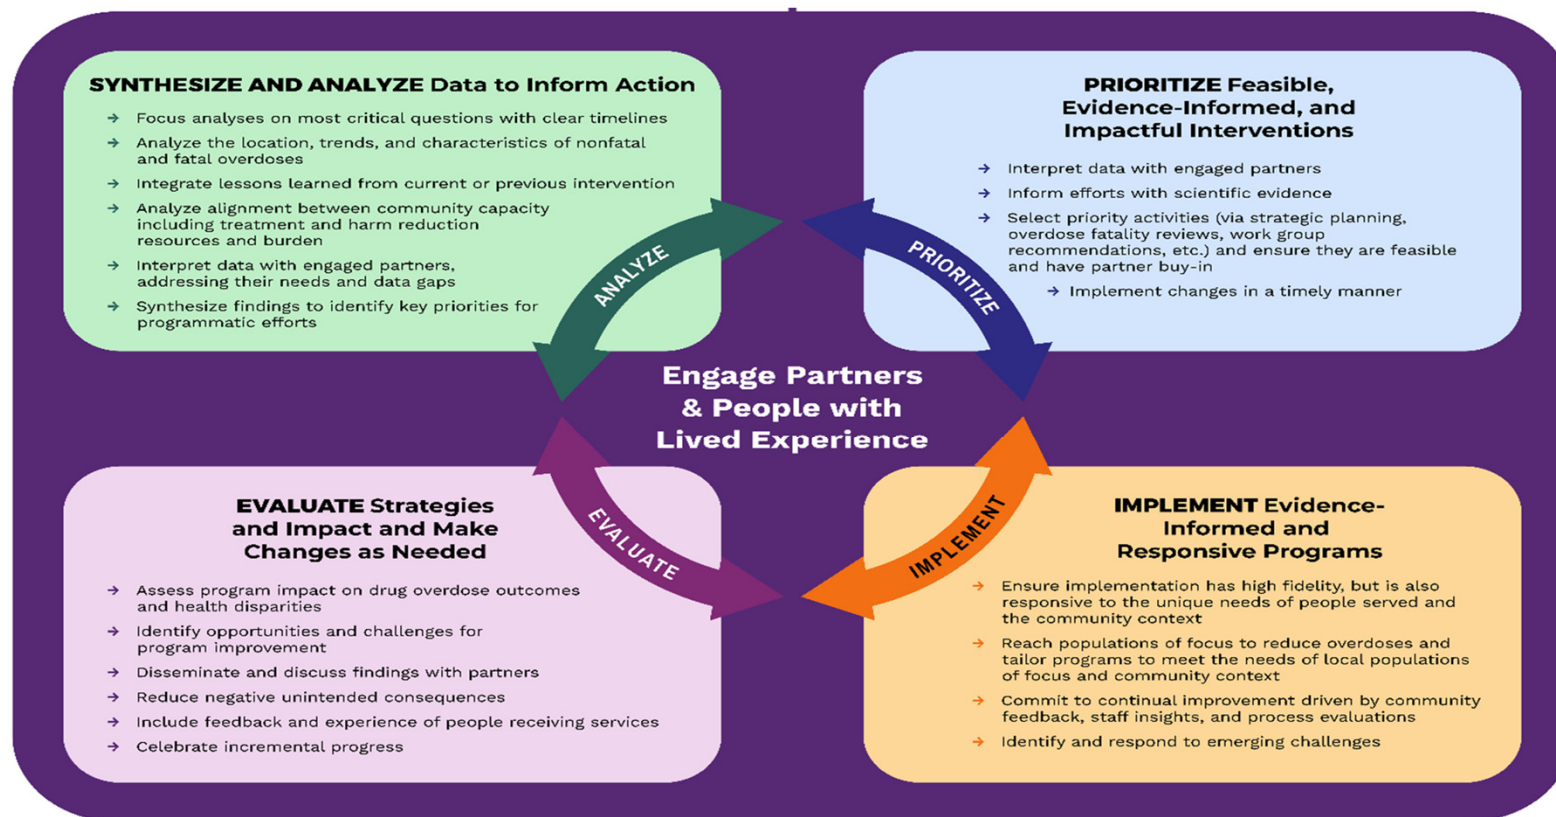 SYNTHESIZE AND ANALYZE Data to Inform Action
→ Focus analyses on most critical questions with clear timelines
→ Analyze the location, trends, and characteristics of nonfatal
and fatal overdoses
→ Integrate lessons learned from current or previous intervention
→ Analyze alignment between community capacity
including treatment and harm reduction
resources and burden
→ Interpret data with engaged partners,
addressing their needs and data gaps
→ Synthesize findings to identify key priorities for
programmatic efforts
ANALYZE
PRIORITIZE Feasible,
Evidence-Informed, and
Impactful Interventions
→ Interpret data with engaged partners
→ Inform efforts with scientific evidence
→ Select priority activities (via strategic planning,
overdose fatality reviews, work group
recommendations, etc.) and ensure they are feasible
and have partner buy-in
→ Implement changes in a timely manner
PRIORITIZE
Engage Partners
& People with
Lived Experience
EVALUATE Strategies
and Impact and Make
Changes as Needed
→ Assess program impact on drug overdose outcomes
and health disparities
→ Identify opportunities and challenges for
program improvement
→ Disseminate and discuss findings with partners
→ Reduce negative unintended consequences
→ Include feedback and experience of people receiving services
→ Celebrate incremental progress
EVALUATE
IMPLEMENT Evidence-
Informed and
Responsive Programs
→ Ensure implementation has high fidelity, but is also
responsive to the unique needs of people served and
the community context
→ Reach populations of focus to reduce overdoses and
tailor programs to meet the needs of local populations
of focus and community context
→ Commit to continual improvement driven by community
feedback, staff insights, and process evaluations
→ Identify and respond to emerging challenges
IMPLEMENT